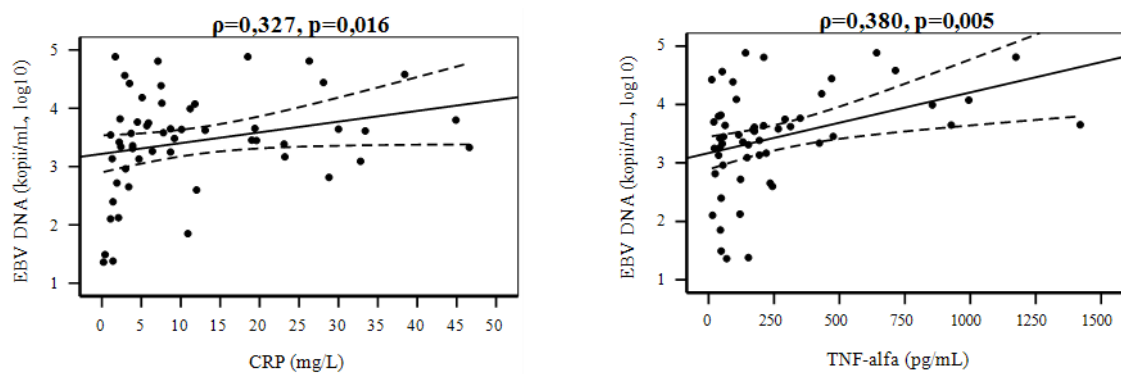 ρ=0,327, p=0,016
EBV DNA (kopii/mL, log10)
5
4
3
2
1
0 5 10 15 20 25 30 35 40 45 50
CRP (mg/L)
ρ=0,380, p=0,005
EBV DNA (kopii/mL, log10)
5
4
3
2
1
0 250 500 750 1000 1250 1500
TNF-alfa (pg/mL)